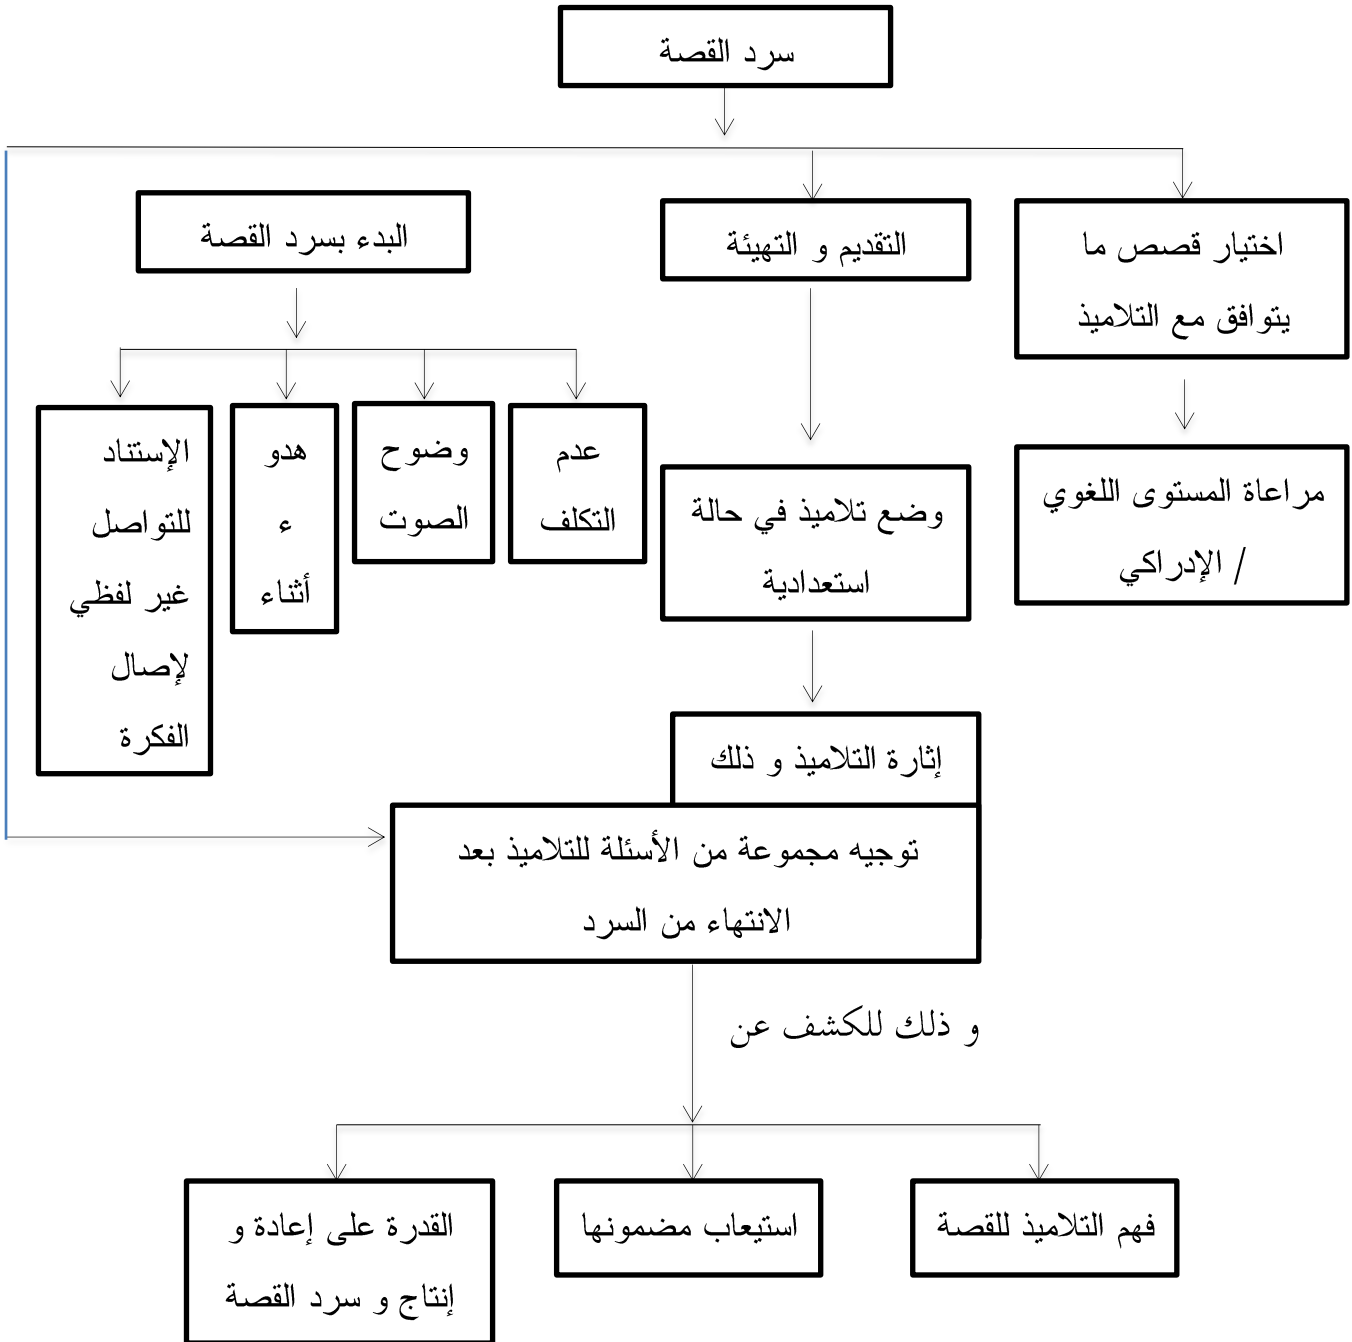 سرد القصة
اختيار قصص ما
يتوافق مع التلاميذ
التقديم و التهيئة
البدء بسرد القصة
مراعاة المستوى اللغوي
/ الإدراكي
وضع تلاميذ في حالة
استعدادية
عدم
التكلف
وضوح
الصوت
هدو
ء
أثناء
الإستناد
للتواصل
غير لفظي
لإصال
الفكرة
إثارة التلاميذ و ذلك
توجيه مجموعة من الأسئلة للتلاميذ بعد
الانتهاء من السرد
و ذلك للكشف عن
فهم التلاميذ للقصة
استيعاب مضمونها
القدرة على إعادة و
إنتاج و سرد القصة